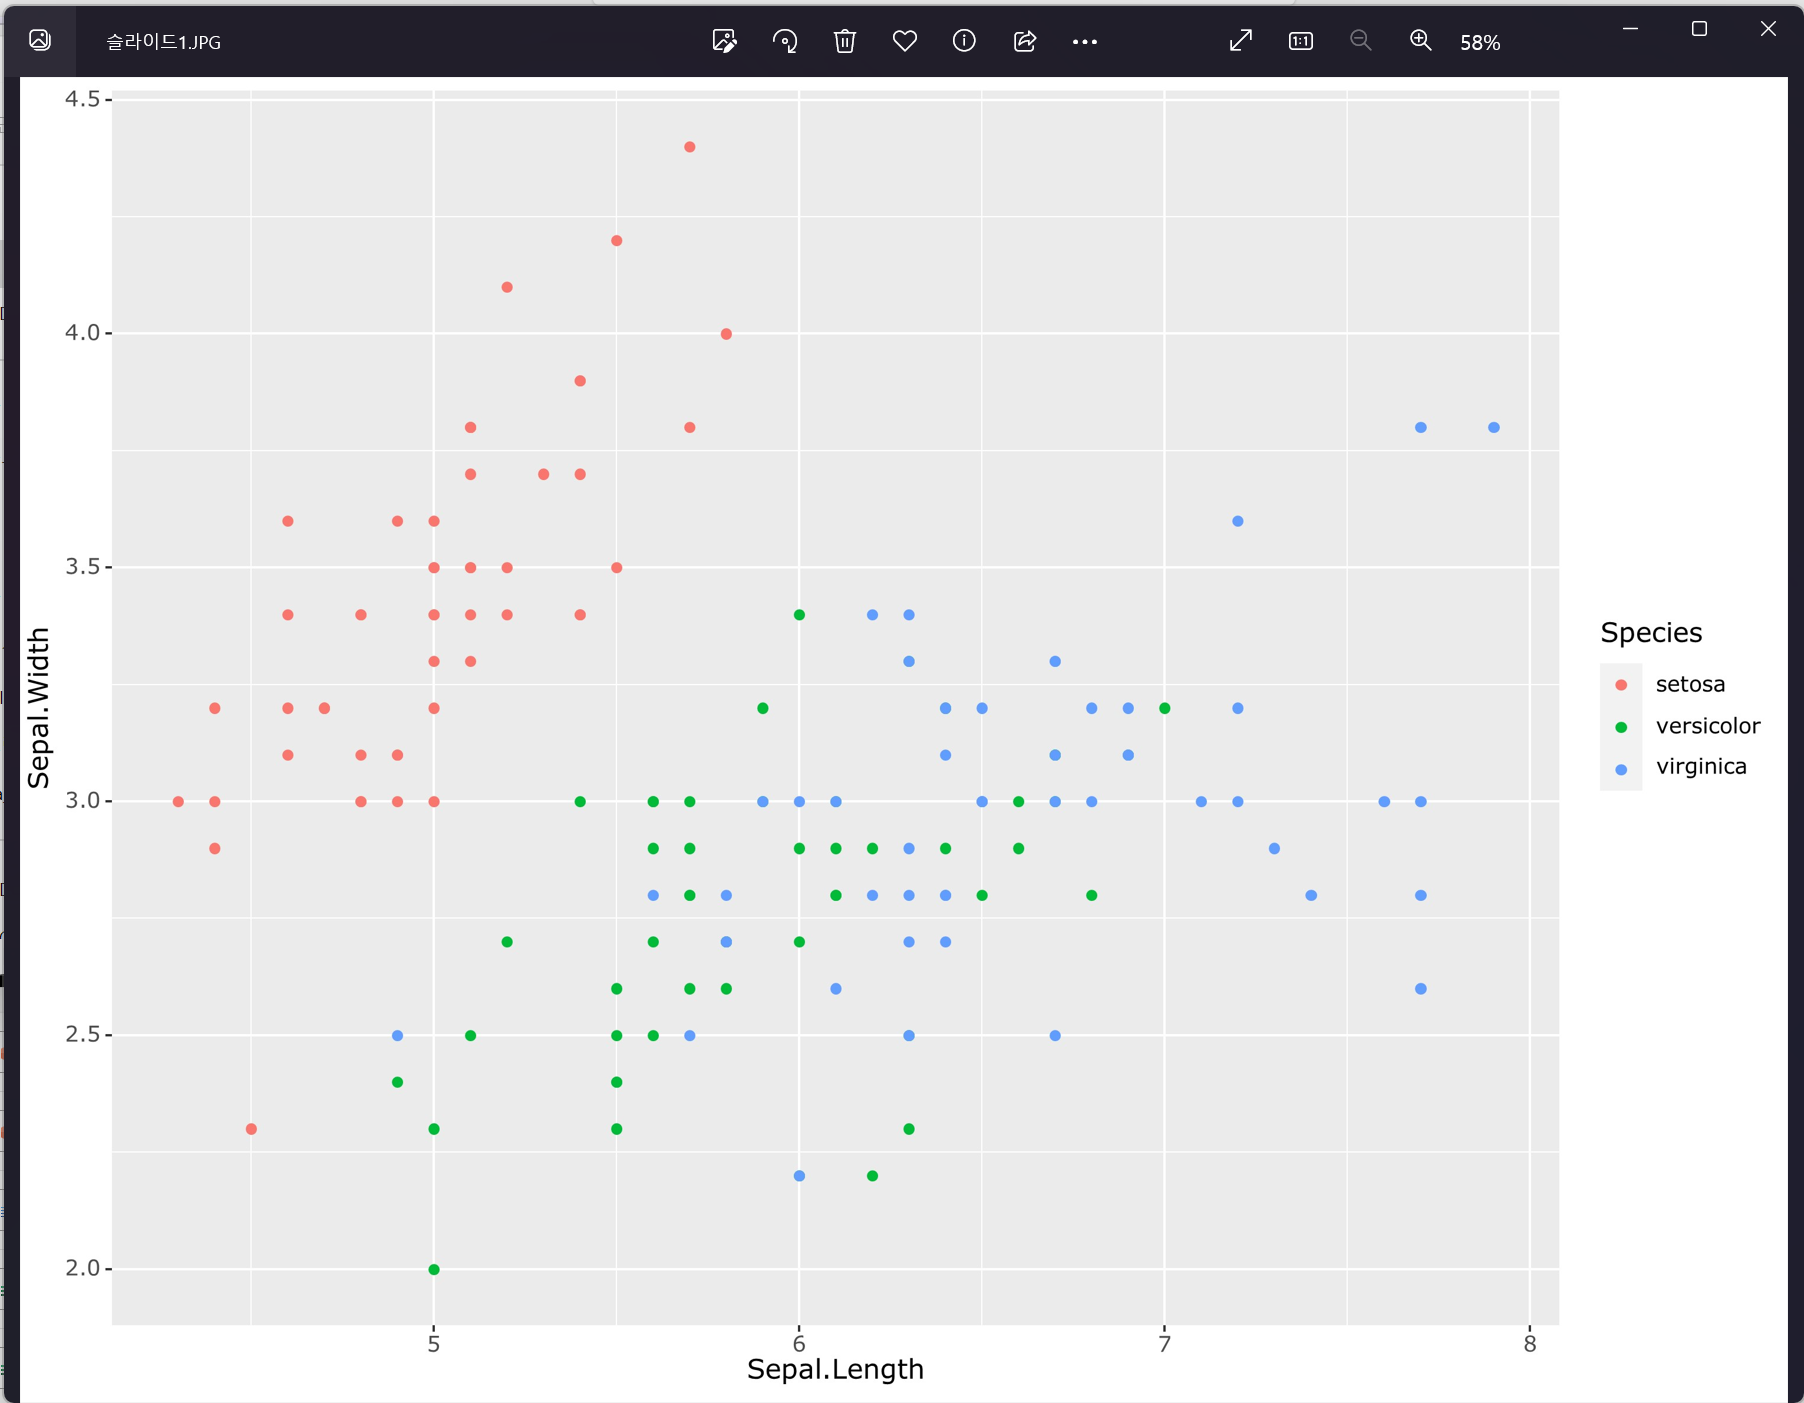 슬라이드1.JPG
58%
4.5
4.0
3.5
3.0
2.5
2.0
Sepal.Width
5 6 7 8
Sepal.Length
Species
setosa
versicolor
virginica